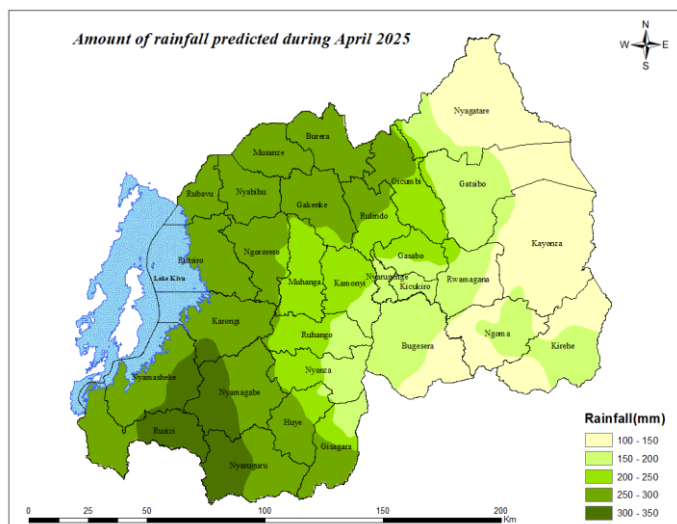 Amount of rainfall predicted during April 2025
N
W E
S
Nyagatare
Burera
Musanze
Gicumbi
Gatsibo
Rubavu
Nyabihu
Gakenke
Rulindo
Kayonza
Rutsiro
Ngororero
Gasabo
Lake Kivu
Muhanga
Kamonyi
Nyarugenge
Kicukiro
Rwamagana
Karongi
Ruhango
Bugesera
Ngoma
Kirehe
Nyamasheke
Nyanza
Nyamagabe
Huye
Rusizi
Gisagara
Nyaruguru
Rainfall(mm)
100 - 150
150 - 200
200 - 250
250 - 300
300 - 350
0 25 50 100 150 200
Km